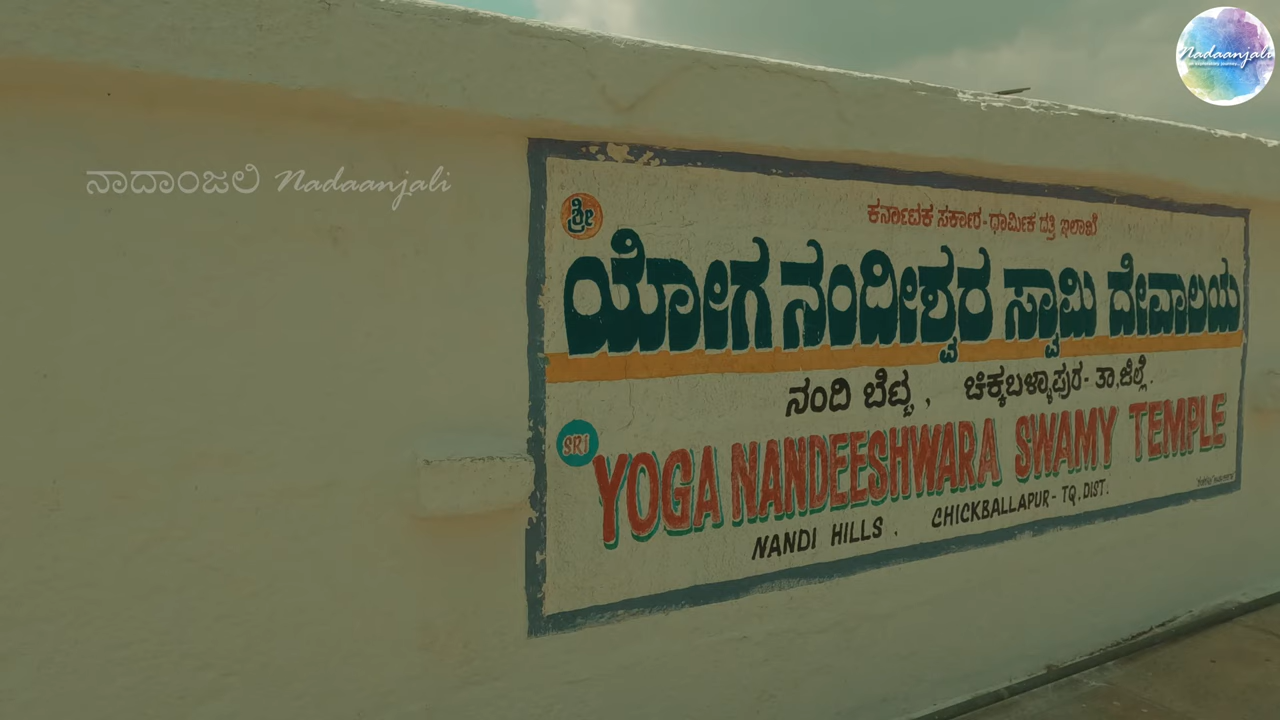 Nadaanjali
ನಾದಾಂಜಲಿ Nadaanjali
ಕರ್ನಾಟಕ ಸರ್ಕಾರ-ಧಾರ್ಮಿಕ ದತ್ತಿ ಇಲಾಖೆ
ಶ್ರೀ
ಯೋಗ ನಂದೀಶ್ವರ ಸ್ವಾಮಿ ದೇವಾಲಯ
ನಂದಿ ಬೆಟ್ಟ , ಚಿಕ್ಕಬಳ್ಳಾಪುರ- ತಾ,ಜಿಲ್ಲೆ.
SRI
YOGA NANDEESHWARA SWAMY TEMPLE
NANDI HILLS . CHICKBALLAPUR- TQ, DIST.